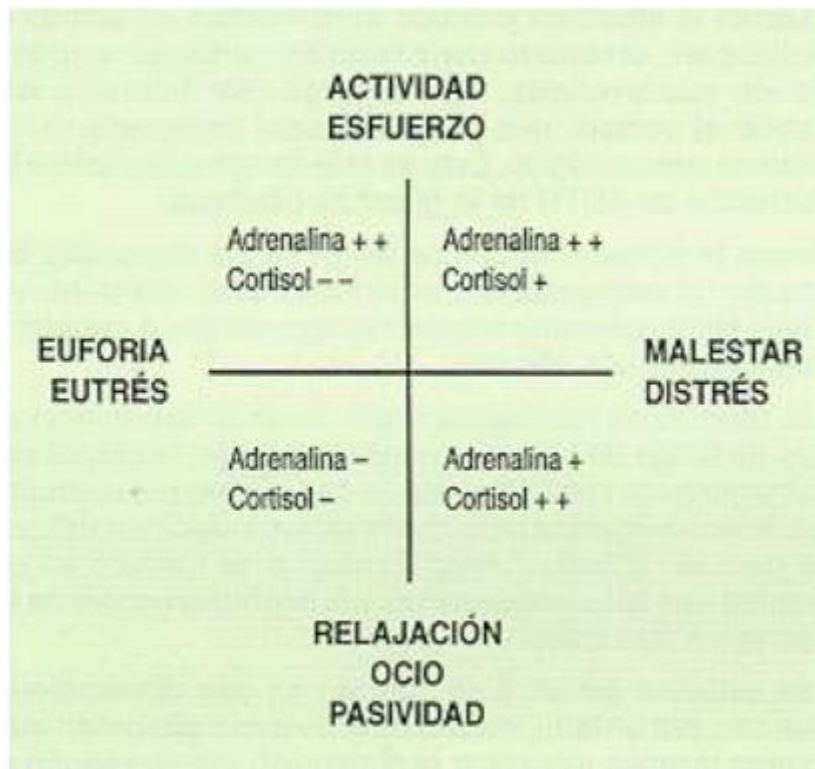 ACTIVIDAD
ESFUERZO
Adrenalina + +
Cortisol – –
Adrenalina + +
Cortisol +
EUFORIA
EUTRÉS
MALESTAR
DISTRÉS
Adrenalina –
Cortisol –
Adrenalina +
Cortisol + +
RELAJACIÓN
OCIO
PASIVIDAD